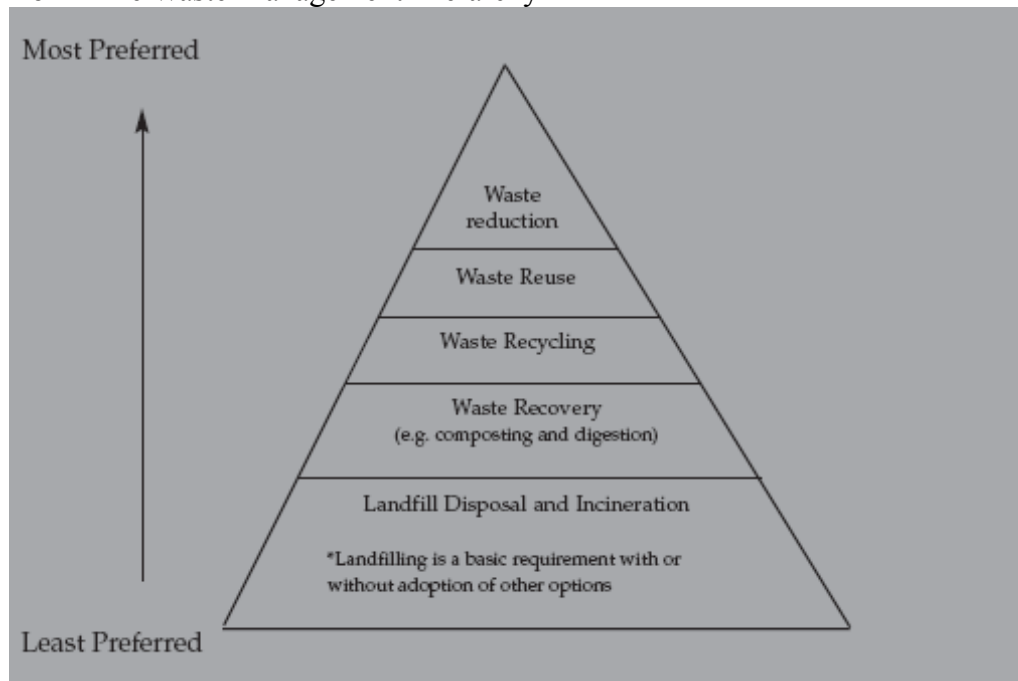 Most Preferred
Waste
reduction
Waste Reuse
Waste Recycling
Waste Recovery
(e.g. composting and digestion)
Landfill Disposal and Incineration
*Landfilling is a basic requirement with or
without adoption of other options
Least Preferred